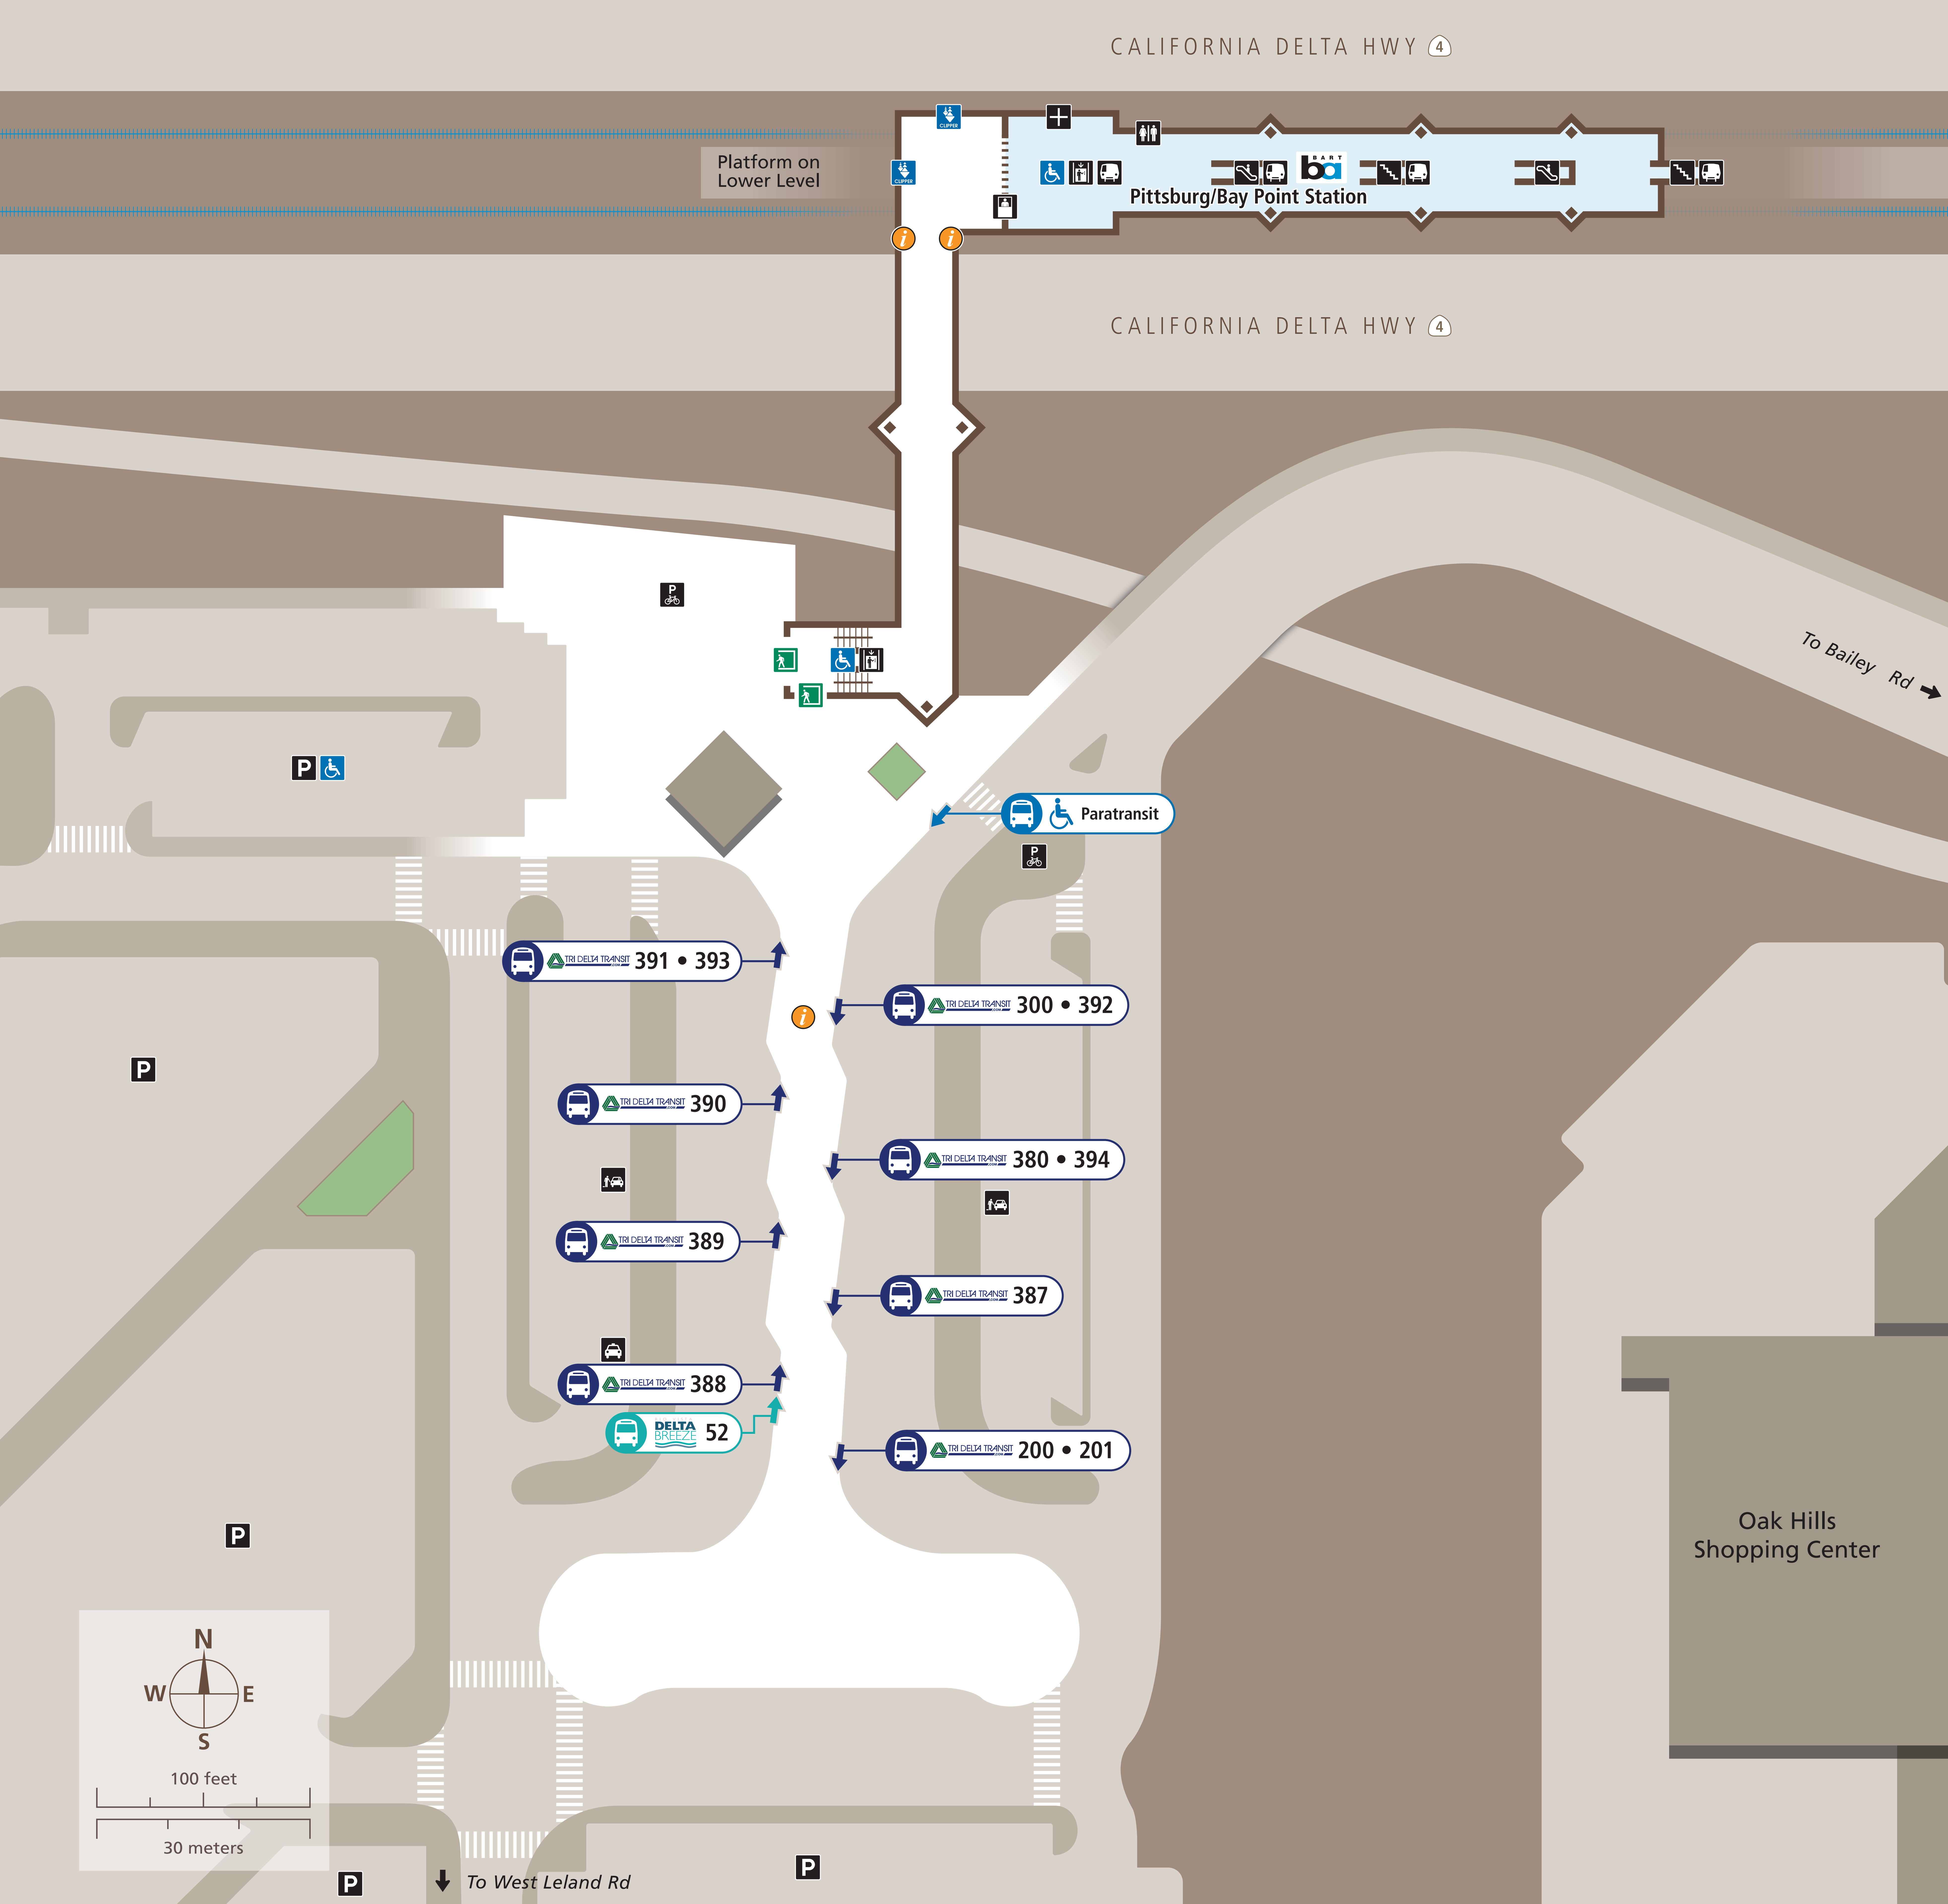 CALIFORNIA DELTA HWY 4
CLIPPER
Platform on
Lower Level
CLIPPER
BART
ba
Pittsburg/Bay Point Station
i
i
CALIFORNIA DELTA HWY 4
P
To Bailey Rd
P
Paratransit
P
TRI DELTA TRANSIT 391 • 393
TRI DELTA TRANSIT 300 • 392
i
P
TRI DELTA TRANSIT 390
TRI DELTA TRANSIT 380 • 394
TRI DELTA TRANSIT 389
TRI DELTA TRANSIT 387
TRI DELTA TRANSIT 388
DELTA
BREEZE
52
TRI DELTA TRANSIT 200 • 201
P
Oak Hills
Shopping Center
N
W E
S
100 feet
30 meters
P
P
To West Leland Rd